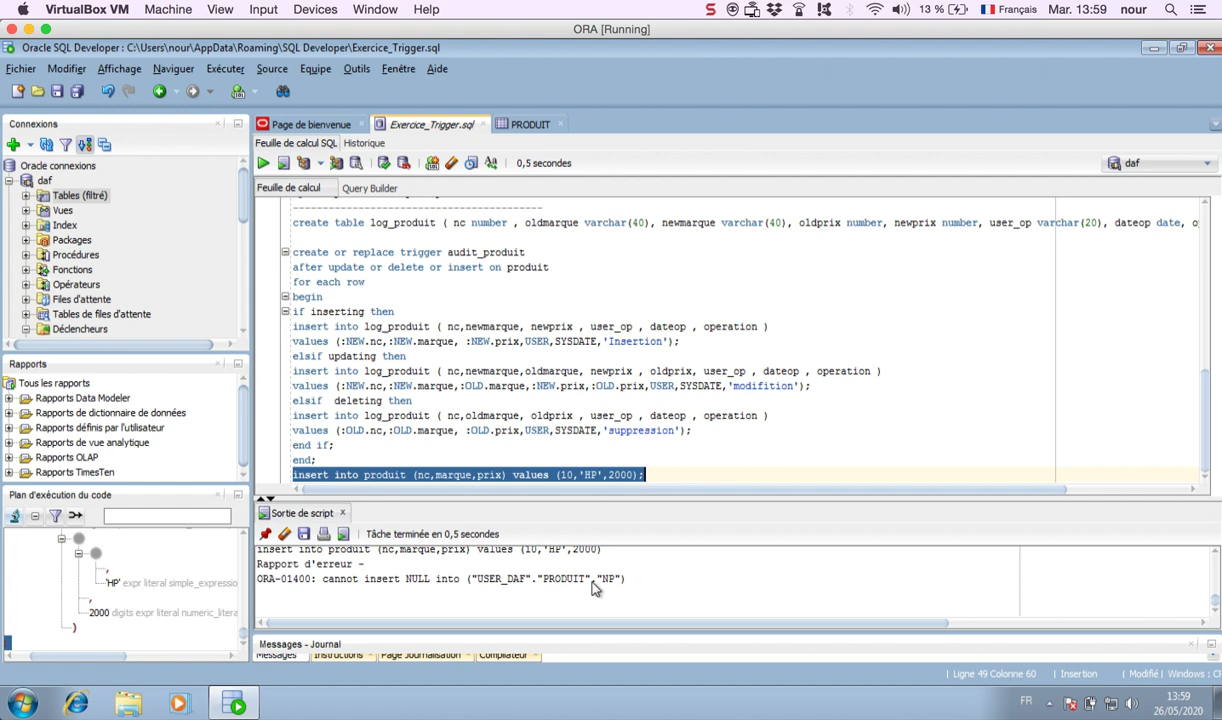 VirtualBox VM Machine View Input Devices Window Help
13 % Français Mar. 13:59 nour
ORA [Running]
Oracle SQL Developer : C:\Users\nour\AppData\Roaming\SQL Developer\Exercice_Trigger.sql
Fichier Modifier Affichage Naviguer Exécuter Source Equipe Outils Fenêtre Aide
Connexions
Page de bienvenue Exercice_Trigger.sql PRODUIT
Feuille de calcul SQL Historique
0,5 secondes
daf
Feuille de calcul Query Builder
Oracle connexions
daf
Tables (filtré)
Vues
Index
Packages
Procédures
Fonctions
Opérateurs
Files d'attente
Tables de files d'attente
Déclencheurs
Rapports
Tous les rapports
Rapports Data Modeler
Rapports de dictionnaire de données
Rapports définis par l'utilisateur
Rapports de vue analytique
Rapports OLAP
Rapports TimesTen
Plan d'exécution du code
,
'HP' expr literal simple_expressio
,
2000 digits expr literal numeric_litera
)
----------------------------------------
create table log_produit ( nc number , oldmarque varchar(40), newmarque varchar(40), oldprix number, newprix number, user_op varchar(20), dateop date, o
create or replace trigger audit_produit
after update or delete or insert on produit
for each row
begin
if inserting then
insert into log_produit ( nc,newmarque, newprix , user_op , dateop , operation )
values (:NEW.nc,:NEW.marque, :NEW.prix,USER,SYSDATE,'Insertion');
elsif updating then
insert into log_produit ( nc,newmarque,oldmarque, newprix , oldprix, user_op , dateop , operation )
values (:NEW.nc,:NEW.marque,:OLD.marque,:NEW.prix,:OLD.prix,USER,SYSDATE,'modifition');
elsif deleting then
insert into log_produit ( nc,oldmarque, oldprix , user_op , dateop , operation )
values (:OLD.nc,:OLD.marque, :OLD.prix,USER,SYSDATE,'suppression');
end if;
end;
insert into produit (nc,marque,prix) values (10,'HP',2000);
Sortie de script
Tâche terminée en 0,5 secondes
insert into produit (nc,marque,prix) values (10,'HP',2000)
Rapport d'erreur -
ORA-01400: cannot insert NULL into ("USER_DAF"."PRODUIT"."NP")
Messages - Journal
Messages Instructions Page Journalisation Compilateur
Ligne 49 Colonne 60 Insertion Modifié Windows : C
FR 13:59
26/05/2020